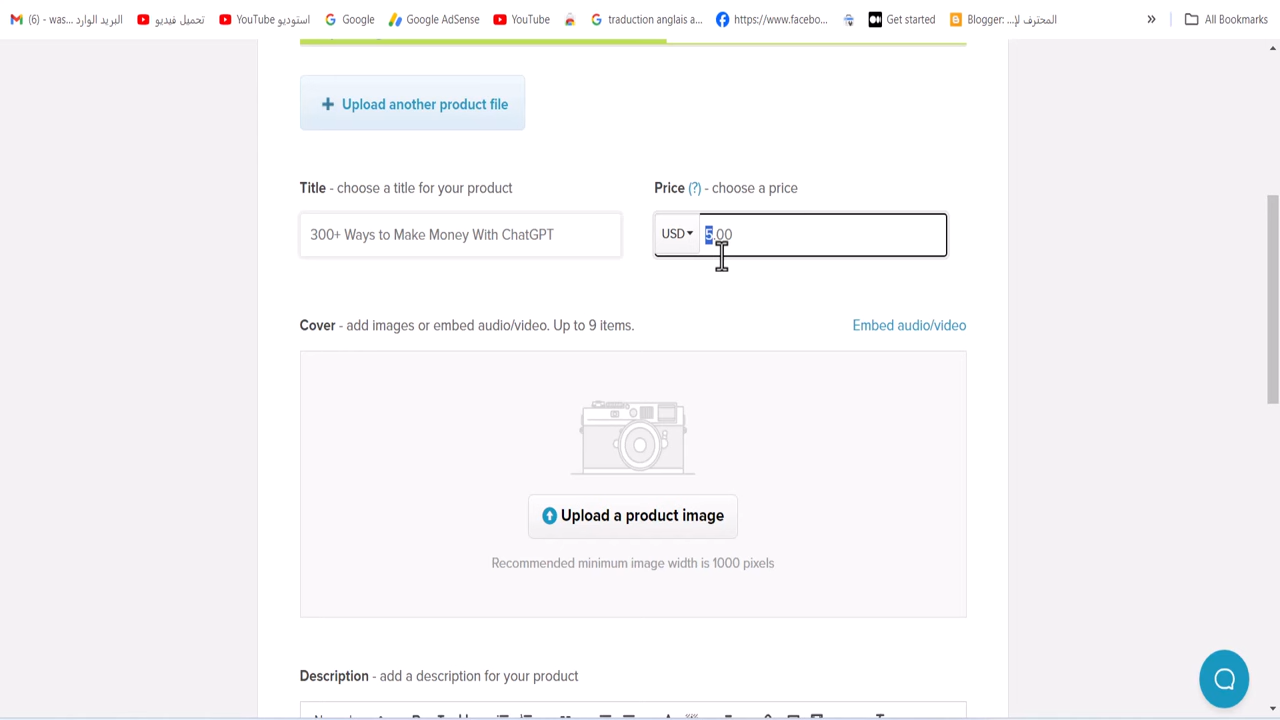 (6) - was... البريد الوارد
تحميل فيديو
YouTube استوديو
Google
Google AdSense
YouTube
traduction anglais a...
https://www.facebo...
Get started
Blogger: ...المحترف لإ
»
All Bookmarks
+ Upload another product file
Title - choose a title for your product
Price (?) - choose a price
300+ Ways to Make Money With ChatGPT
USD
5.00
Cover - add images or embed audio/video. Up to 9 items.
Embed audio/video
Upload a product image
Recommended minimum image width is 1000 pixels
Description - add a description for your product